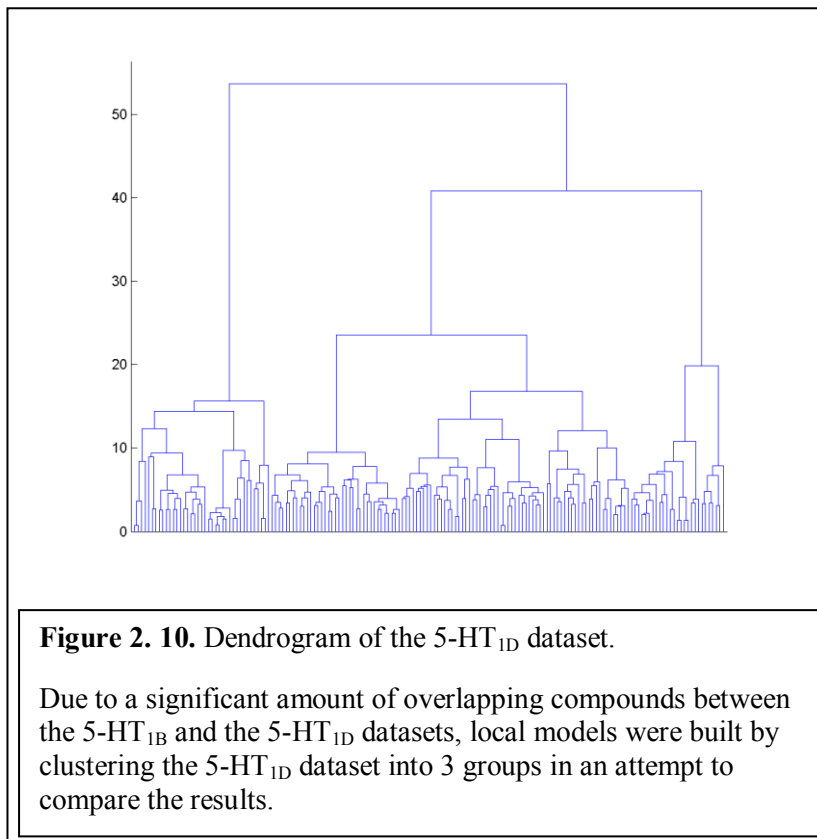 50
40
30
20
10
0
Figure 2. 10. Dendrogram of the 5-HT1D dataset.
Due to a significant amount of overlapping compounds between
the 5-HT1B and the 5-HT1D datasets, local models were built by
clustering the 5-HT1D dataset into 3 groups in an attempt to
compare the results.